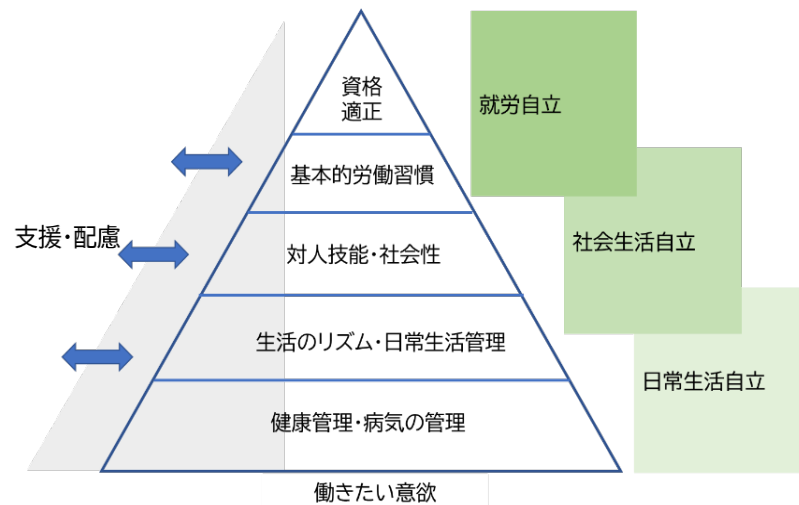 資格
適正
就労自立
基本的労働習慣
支援・配慮
対人技能・社会性
社会生活自立
生活のリズム・日常生活管理
日常生活自立
健康管理・病気の管理
働きたい意欲